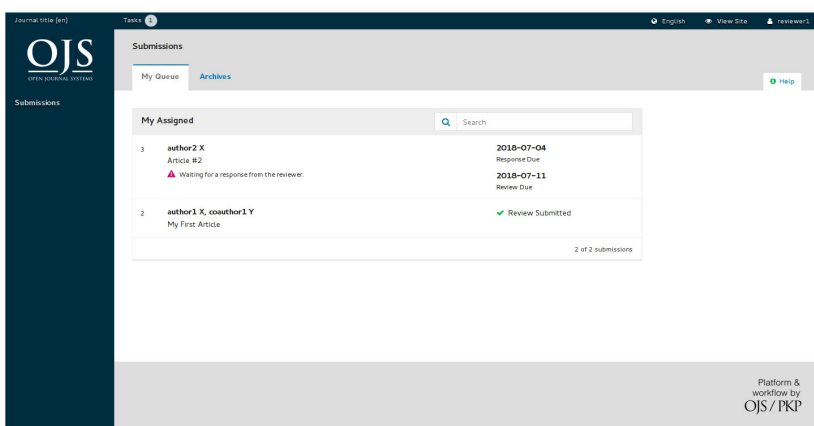 Journal title (en)
Tasks 1
English
View Site
reviewer1
OJS
OPEN JOURNAL SYSTEMS
Submissions
Submissions
My Queue
Archives
Help
My Assigned
Search
3
author2 X
Article #2
Waiting for a response from the reviewer.
2018-07-04
Response Due
2018-07-11
Review Due
2
author1 X, coauthor1 Y
My First Article
Review Submitted
2 of 2 submissions
Platform &
workflow by
OJS / PKP